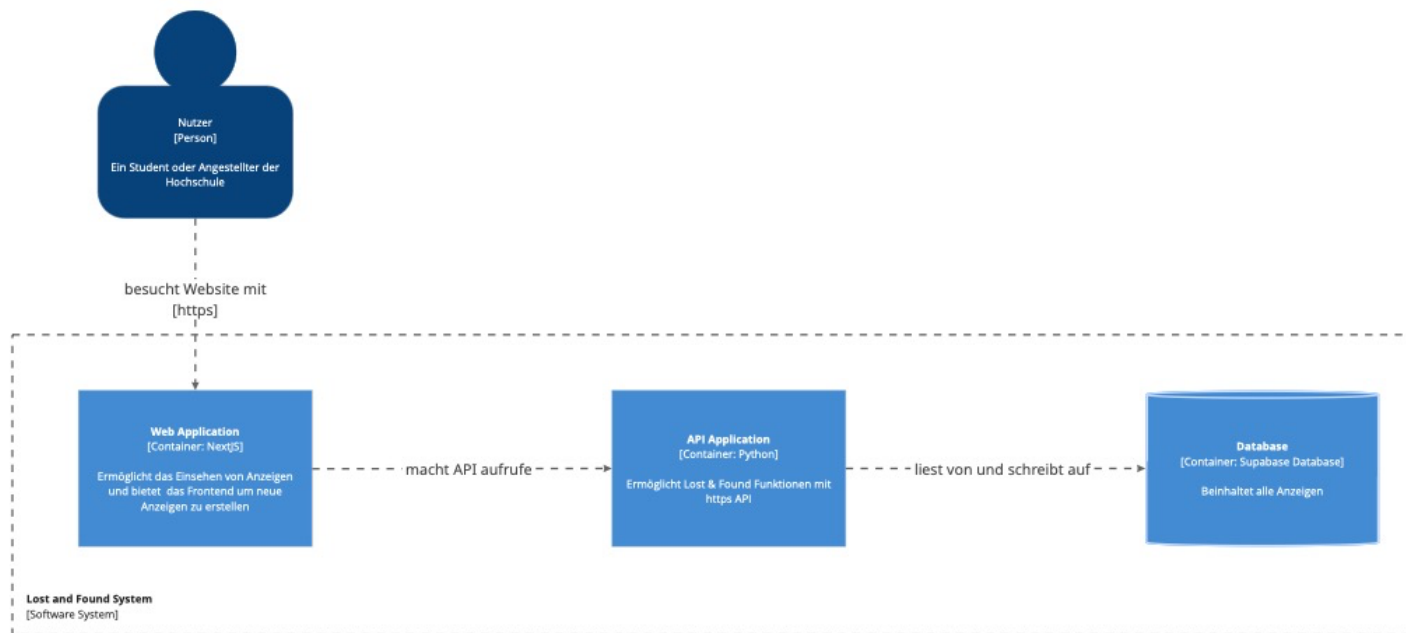 Nutzer
[Person]
Ein Student oder Angestellter der
Hochschule
besucht Website mit
[https]
Web Application
[Container: NextJS]
Ermöglicht das Einsehen von Anzeigen
und bietet das Frontend um neue
Anzeigen zu erstellen
macht API aufrufe
API Application
[Container: Python]
Ermöglicht Lost & Found Funktionen mit
https API
liest von und schreibt auf
Database
[Container: Supabase Database]
Beinhaltet alle Anzeigen
Lost and Found System
[Software System]